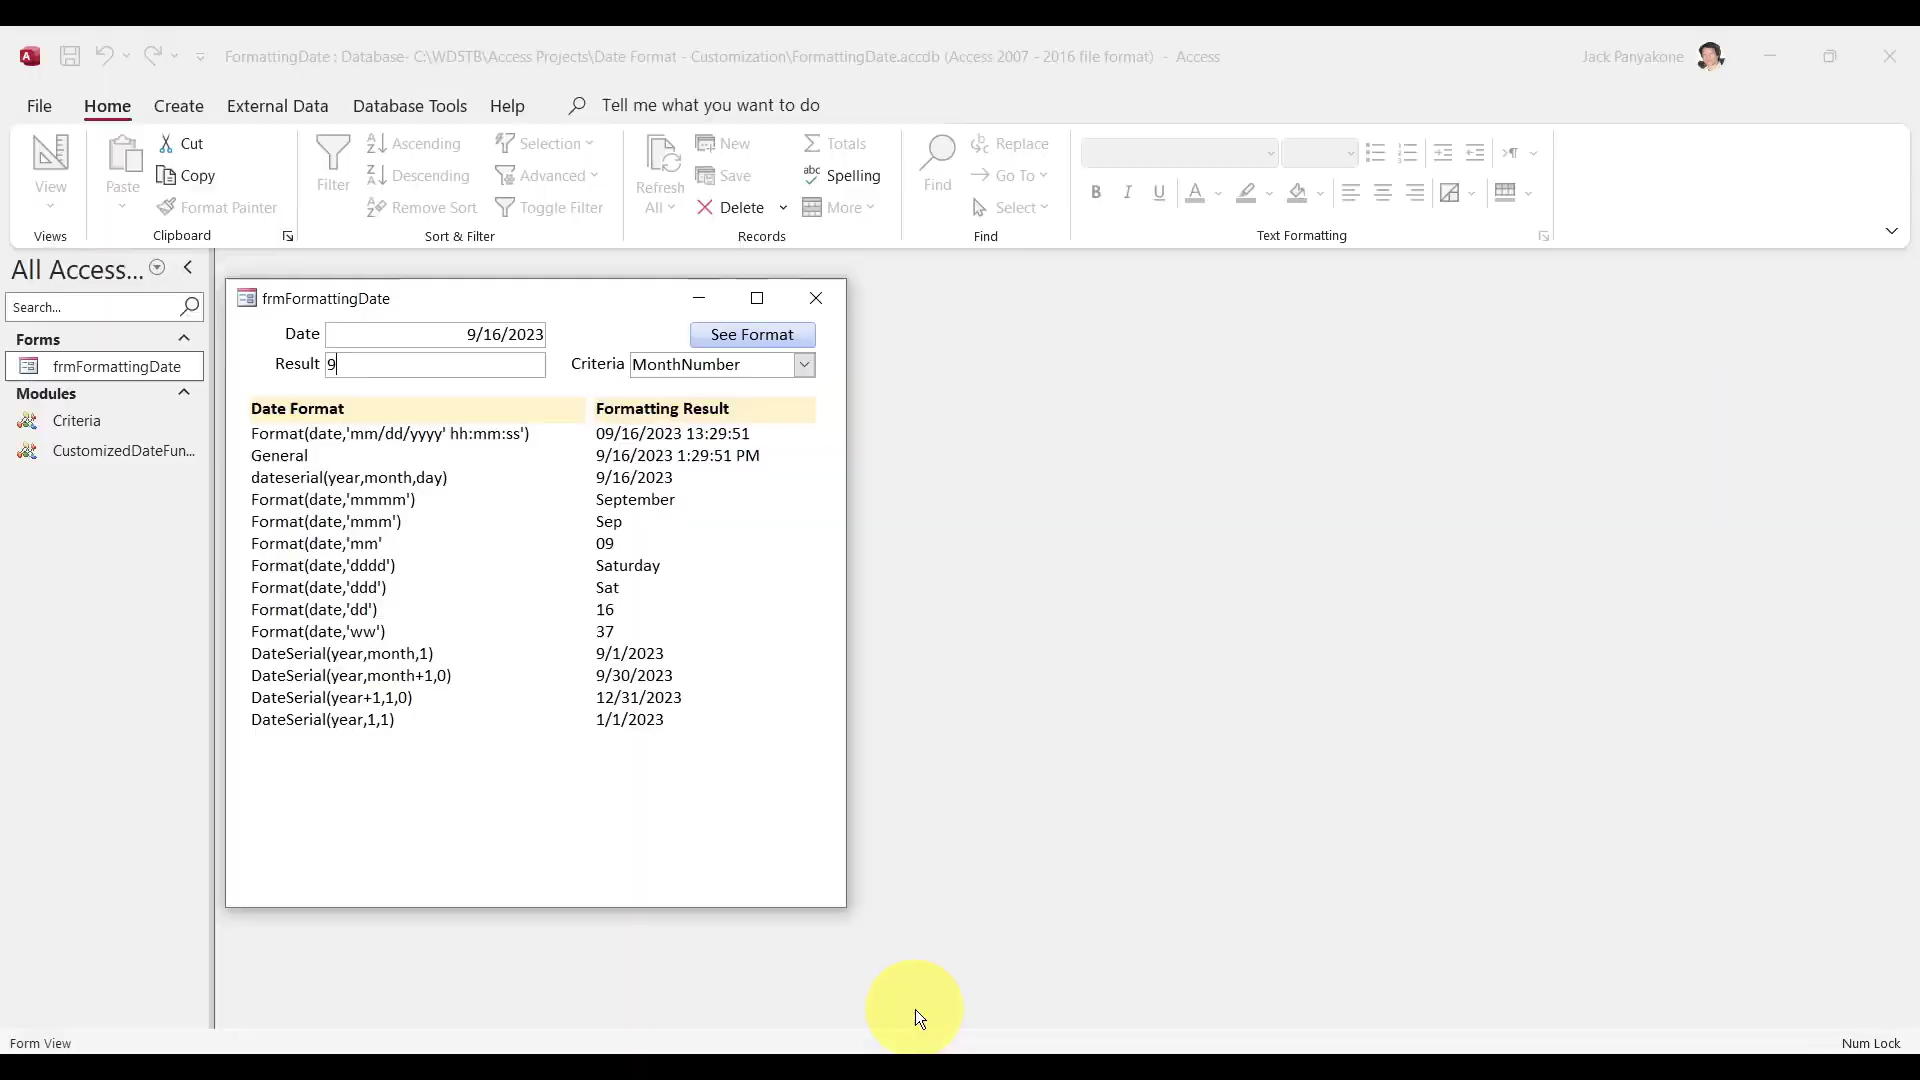 FormattingDate : Database- C:\WD5TB\Access Projects\Date Format - Customization\FormattingDate.accdb (Access 2007 - 2016 file format) - Access
Jack Panyakone
File Home Create External Data Database Tools Help Tell me what you want to do
View
Views
Paste
Cut
Copy
Format Painter
Clipboard
Filter
Ascending
Descending
Remove Sort
Selection
Advanced
Toggle Filter
Sort & Filter
Refresh
All
New
Save
Delete
Totals
Spelling
More
Records
Find
Replace
Go To
Select
Find
B I U A
Text Formatting
All Access...
Search...
Forms
frmFormattingDate
Modules
Criteria
CustomizedDateFun...
frmFormattingDate
Date 9/16/2023 See Format
Result 9 Criteria MonthNumber
Date Format Formatting Result
Format(date,'mm/dd/yyyy' hh:mm:ss') 09/16/2023 13:29:51
General 9/16/2023 1:29:51 PM
dateserial(year,month,day) 9/16/2023
Format(date,'mmmm') September
Format(date,'mmm') Sep
Format(date,'mm' 09
Format(date,'dddd') Saturday
Format(date,'ddd') Sat
Format(date,'dd') 16
Format(date,'ww') 37
DateSerial(year,month,1) 9/1/2023
DateSerial(year,month+1,0) 9/30/2023
DateSerial(year+1,1,0) 12/31/2023
DateSerial(year,1,1) 1/1/2023
Form View
Num Lock